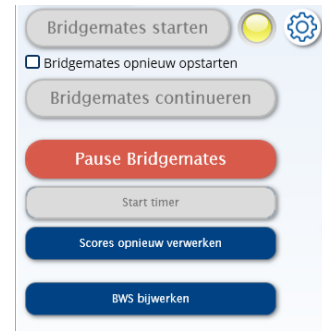 Bridgemates starten
Bridgemates opnieuw opstarten
Bridgemates continueren
Pause Bridgemates
Start timer
Scores opnieuw verwerken
BWS bijwerken